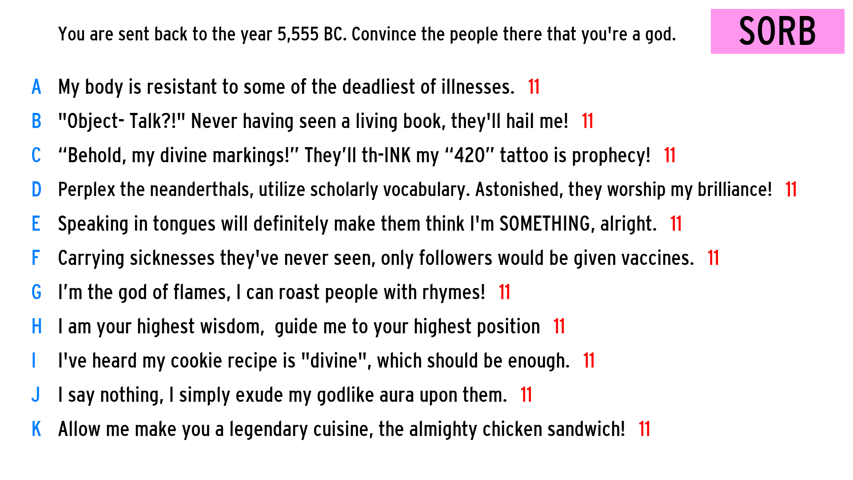 You are sent back to the year 5,555 BC. Convince the people there that you're a god.
SORB
A My body is resistant to some of the deadliest of illnesses. 11
B "Object- Talk?!" Never having seen a living book, they'll hail me! 11
C “Behold, my divine markings!” They’ll th-INK my “420” tattoo is prophecy! 11
D Perplex the neanderthals, utilize scholarly vocabulary. Astonished, they worship my brilliance! 11
E Speaking in tongues will definitely make them think I'm SOMETHING, alright. 11
F Carrying sicknesses they've never seen, only followers would be given vaccines. 11
G I’m the god of flames, I can roast people with rhymes! 11
H I am your highest wisdom,  guide me to your highest position 11
I I've heard my cookie recipe is "divine", which should be enough. 11
J I say nothing, I simply exude my godlike aura upon them. 11
K Allow me make you a legendary cuisine, the almighty chicken sandwich! 11